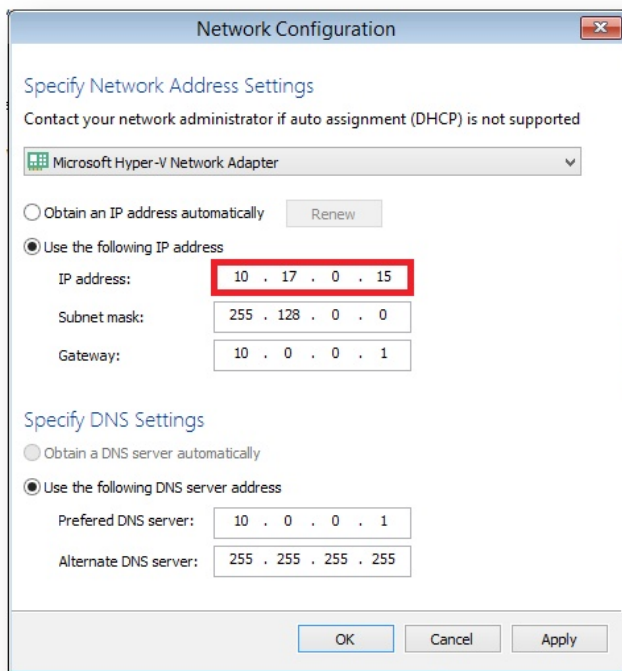 Network Configuration
Specify Network Address Settings
Contact your network administrator if auto assignment (DHCP) is not supported
Microsoft Hyper-V Network Adapter
Obtain an IP address automatically Renew
Use the following IP address
IP address: 10 . 17 . 0 . 15
Subnet mask: 255 . 128 . 0 . 0
Gateway: 10 . 0 . 0 . 1
Specify DNS Settings
Obtain a DNS server automatically
Use the following DNS server address
Prefered DNS server: 10 . 0 . 0 . 1
Alternate DNS server: 255 . 255 . 255 . 255
OK Cancel Apply